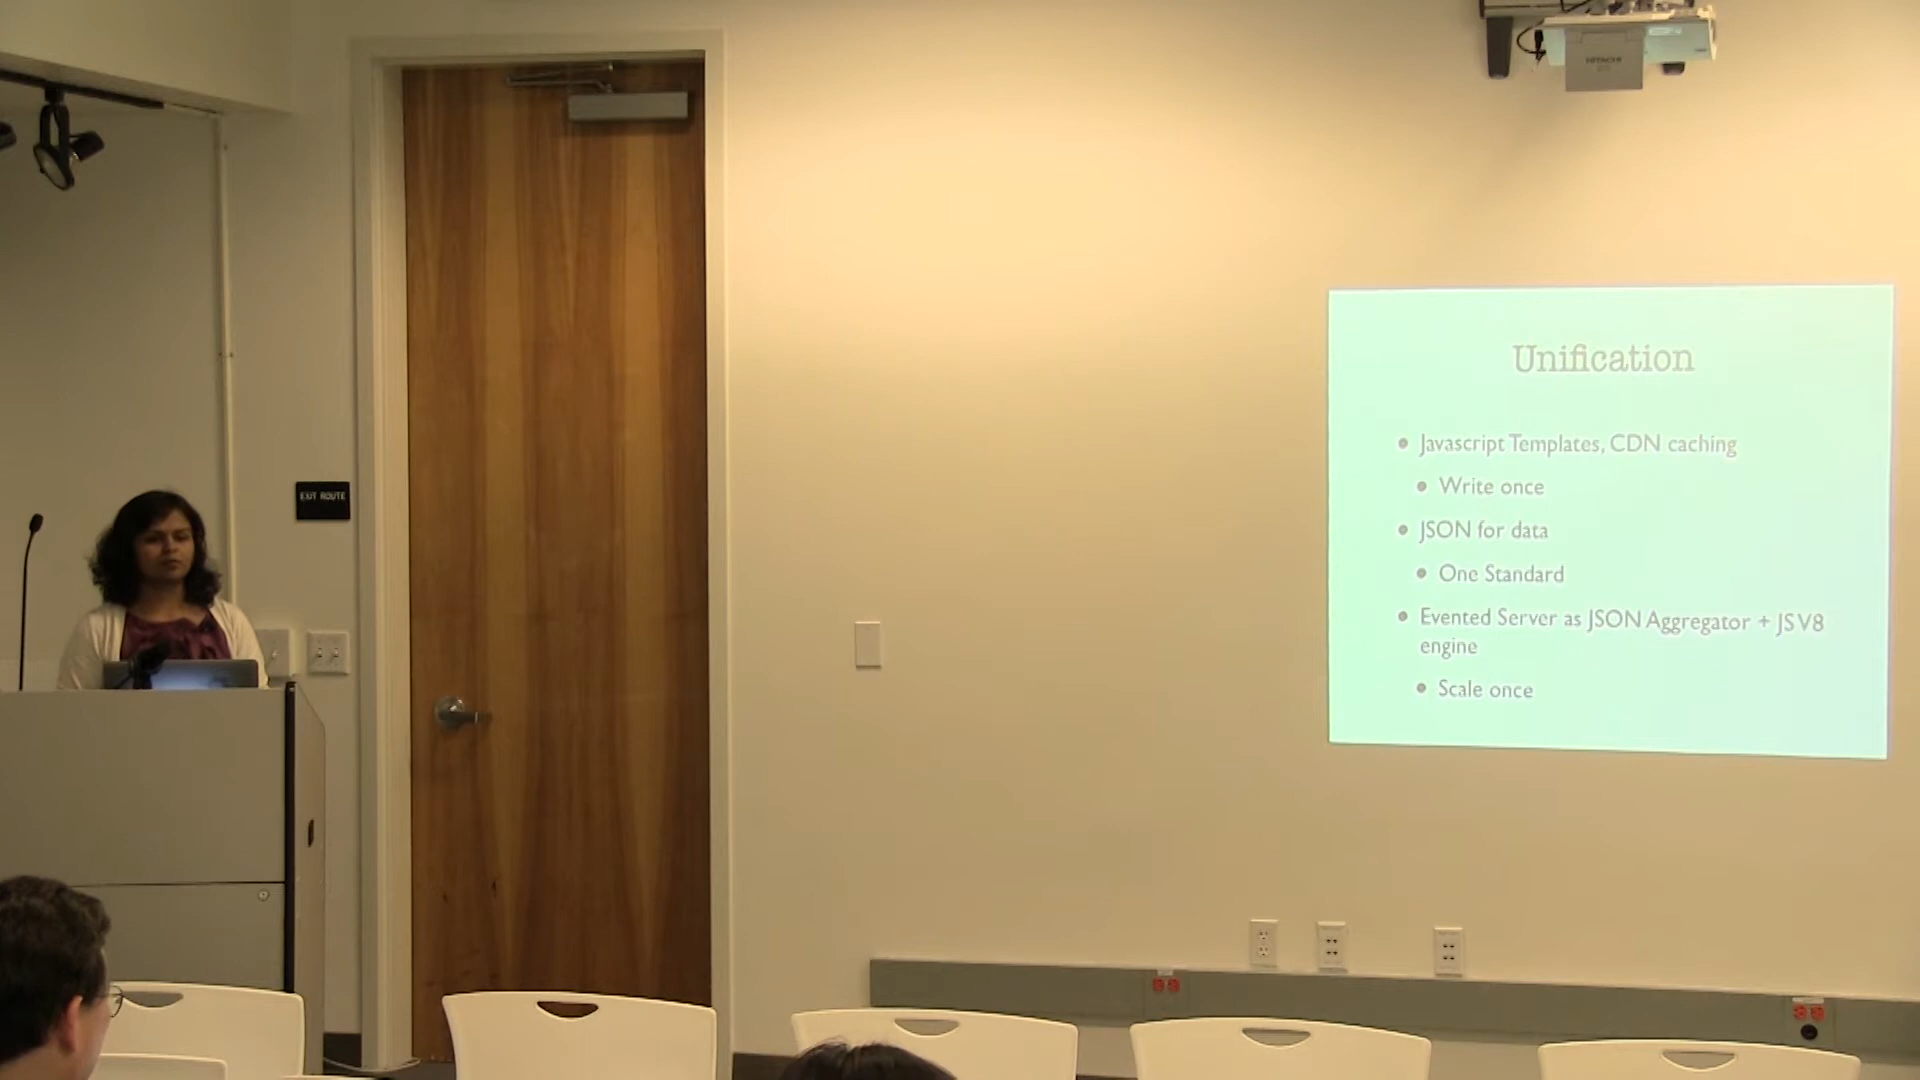 HITACHI
EXIT ROUTE
Unification
• Javascript Templates, CDN caching
• Write once
• JSON for data
• One Standard
• Evented Server as JSON Aggregator + JS V8
engine
• Scale once